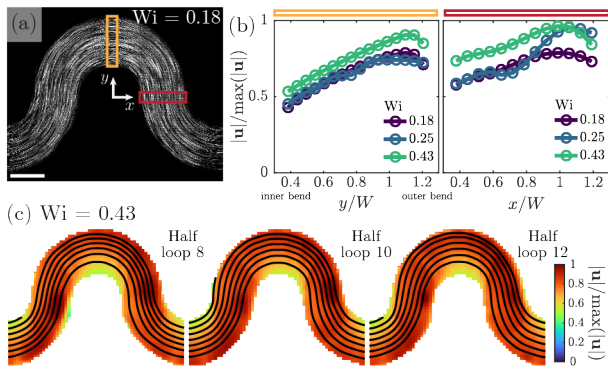 (a)
Wi = 0.18
y
x
(b)
|u|/max(|u|)
1
0.5
0
Wi
0.18
0.25
0.43
0.4 0.6 0.8 1 1.2
inner bend y/W outer bend
Wi
0.18
0.25
0.43
0.4 0.6 0.8 1 1.2
x/W
(c) Wi = 0.43
Half
loop 8
Half
loop 10
Half
loop 12
1
0.8
0.6
0.4
0.2
0
|u|/max(|u|)